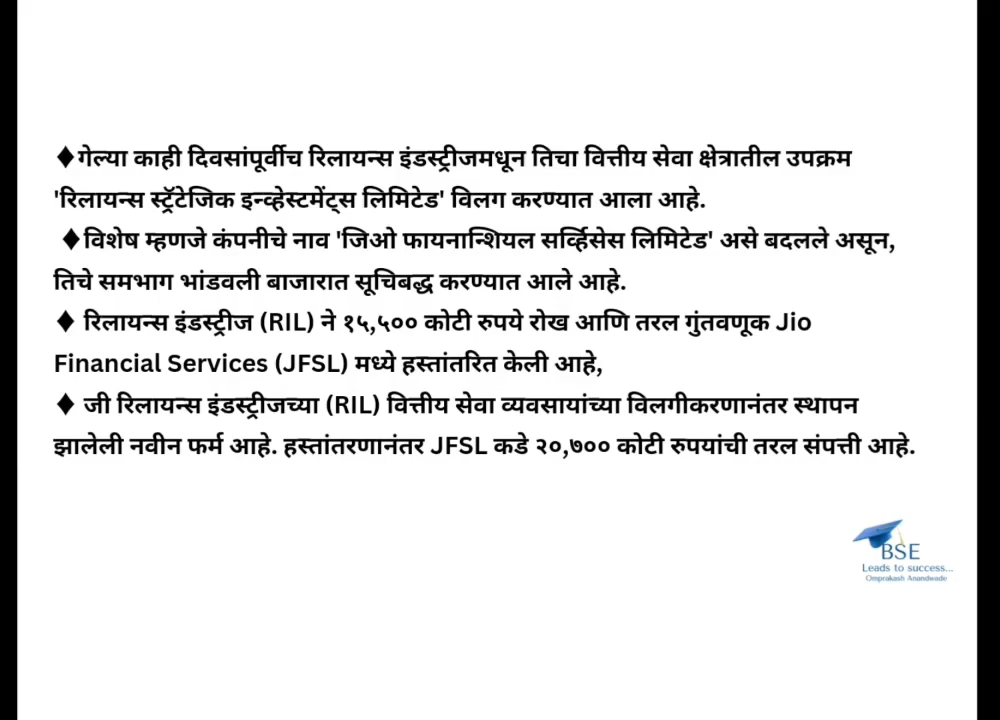 ♦गेल्या काही दिवसांपूर्वीच रिलायन्स इंडस्ट्रीजमधून तिचा वित्तीय सेवा क्षेत्रातील उपक्रम
'रिलायन्स स्ट्रॅटेजिक इन्व्हेस्टमेंट्स लिमिटेड' विलग करण्यात आला आहे.
♦विशेष म्हणजे कंपनीचे नाव 'जिओ फायनान्शियल सर्व्हिसेस लिमिटेड' असे बदलले असून,
तिचे समभाग भांडवली बाजारात सूचिबद्ध करण्यात आले आहे.
♦ रिलायन्स इंडस्ट्रीज (RIL) ने १५,५०० कोटी रुपये रोख आणि तरल गुंतवणूक Jio
Financial Services (JFSL) मध्ये हस्तांतरित केली आहे,
♦ जी रिलायन्स इंडस्ट्रीजच्या (RIL) वित्तीय सेवा व्यवसायांच्या विलगीकरणानंतर स्थापन
झालेली नवीन फर्म आहे. हस्तांतरणानंतर JFSL कडे २०,७०० कोटी रुपयांची तरल संपत्ती आहे.
BSE
Leads to success...
Omprakash Anandwade